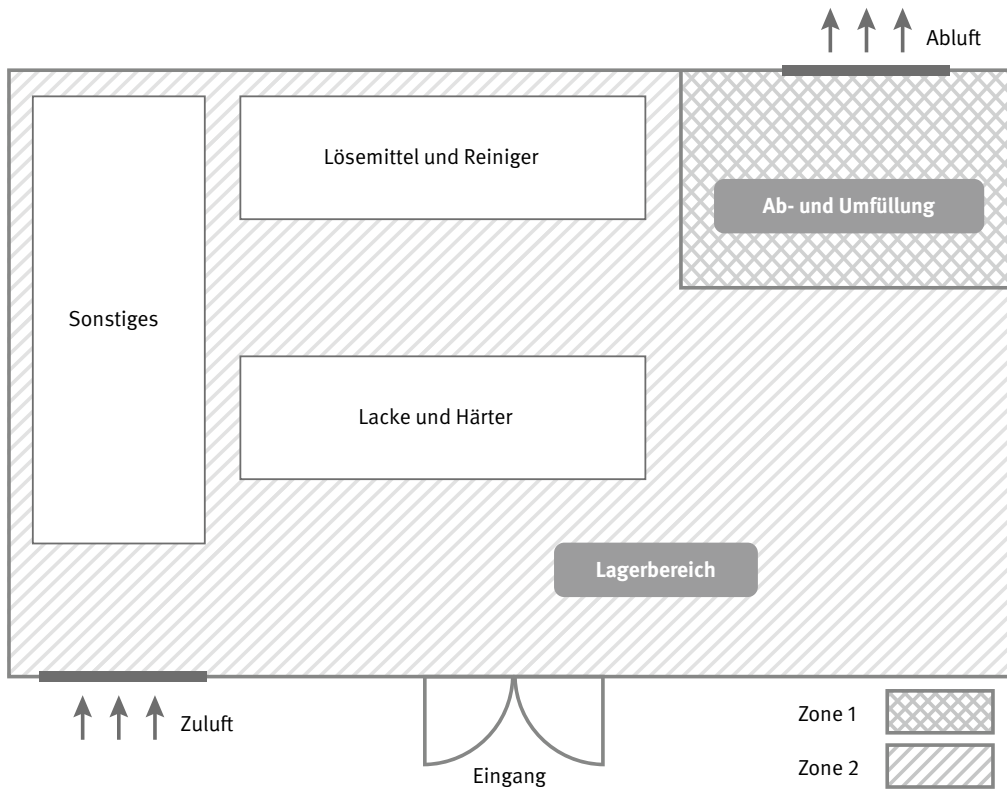 Abluft
Lösemittel und Reiniger
Ab- und Umfüllung
Sonstiges
Lacke und Härter
Lagerbereich
Zuluft
Eingang
Zone 1
Zone 2